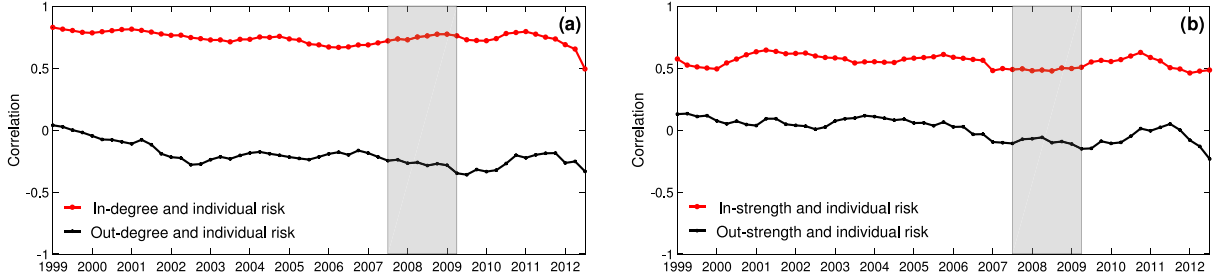 (a)
Correlation
1
0.5
0
-0.5
-1
In-degree and individual risk
Out-degree and individual risk
1999 2000 2001 2002 2003 2004 2005 2006 2007 2008 2009 2010 2011 2012
(b)
Correlation
1
0.5
0
-0.5
-1
In-strength and individual risk
Out-strength and individual risk
1999 2000 2001 2002 2003 2004 2005 2006 2007 2008 2009 2010 2011 2012